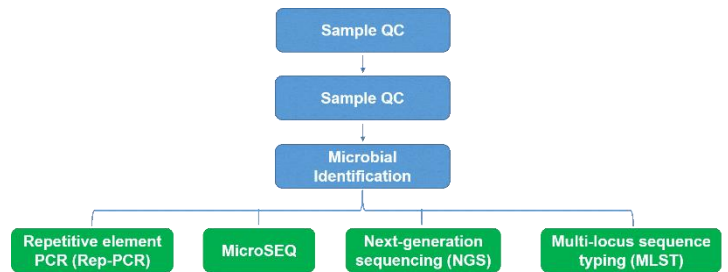 Sample QC
Sample QC
Microbial
Identification
Repetitive element
PCR (Rep-PCR)
MicroSEQ
Next-generation
sequencing (NGS)
Multi-locus sequence
typing (MLST)